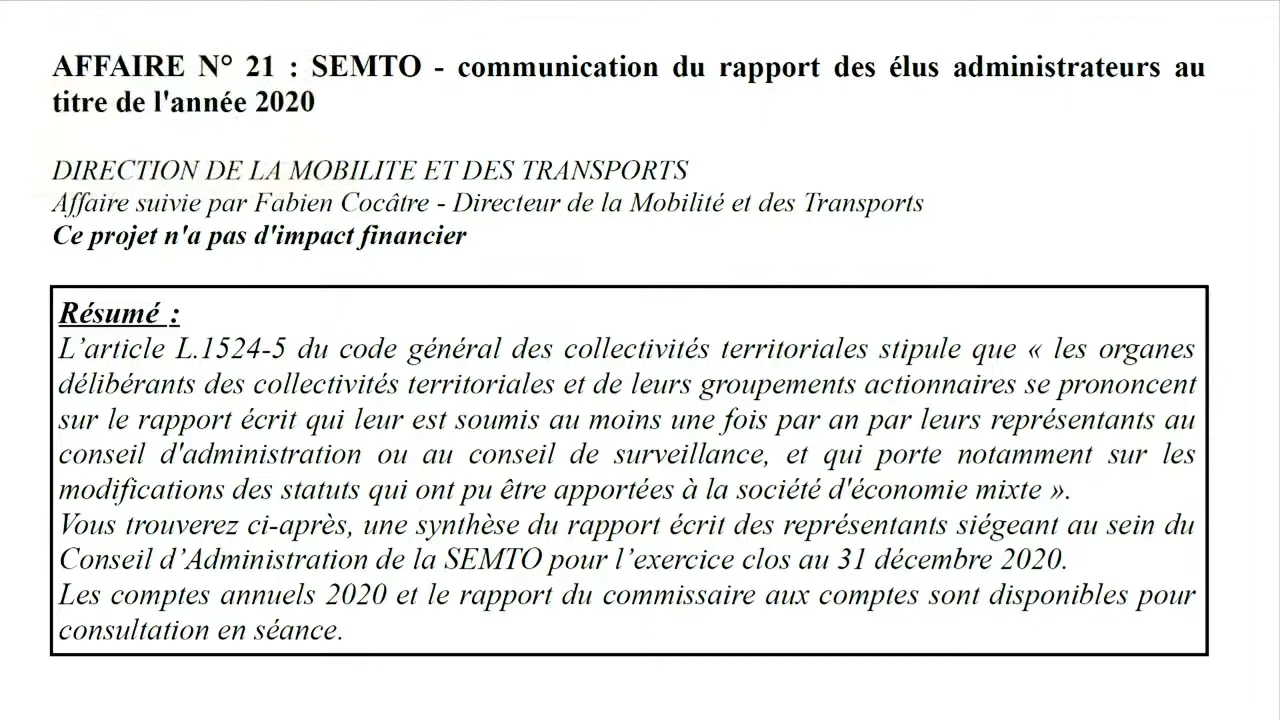 AFFAIRE N° 21 : SEMTO - communication du rapport des élus administrateurs au
titre de l'année 2020
DIRECTION DE LA MOBILITE ET DES TRANSPORTS
Affaire suivie par Fabien Cocâtre - Directeur de la Mobilité et des Transports
Ce projet n'a pas d'impact financier
Résumé :
L’article L.1524-5 du code général des collectivités territoriales stipule que « les organes
délibérants des collectivités territoriales et de leurs groupements actionnaires se prononcent
sur le rapport écrit qui leur est soumis au moins une fois par an par leurs représentants au
conseil d'administration ou au conseil de surveillance, et qui porte notamment sur les
modifications des statuts qui ont pu être apportées à la société d'économie mixte ».
Vous trouverez ci-après, une synthèse du rapport écrit des représentants siégeant au sein du
Conseil d’Administration de la SEMTO pour l’exercice clos au 31 décembre 2020.
Les comptes annuels 2020 et le rapport du commissaire aux comptes sont disponibles pour
consultation en séance.